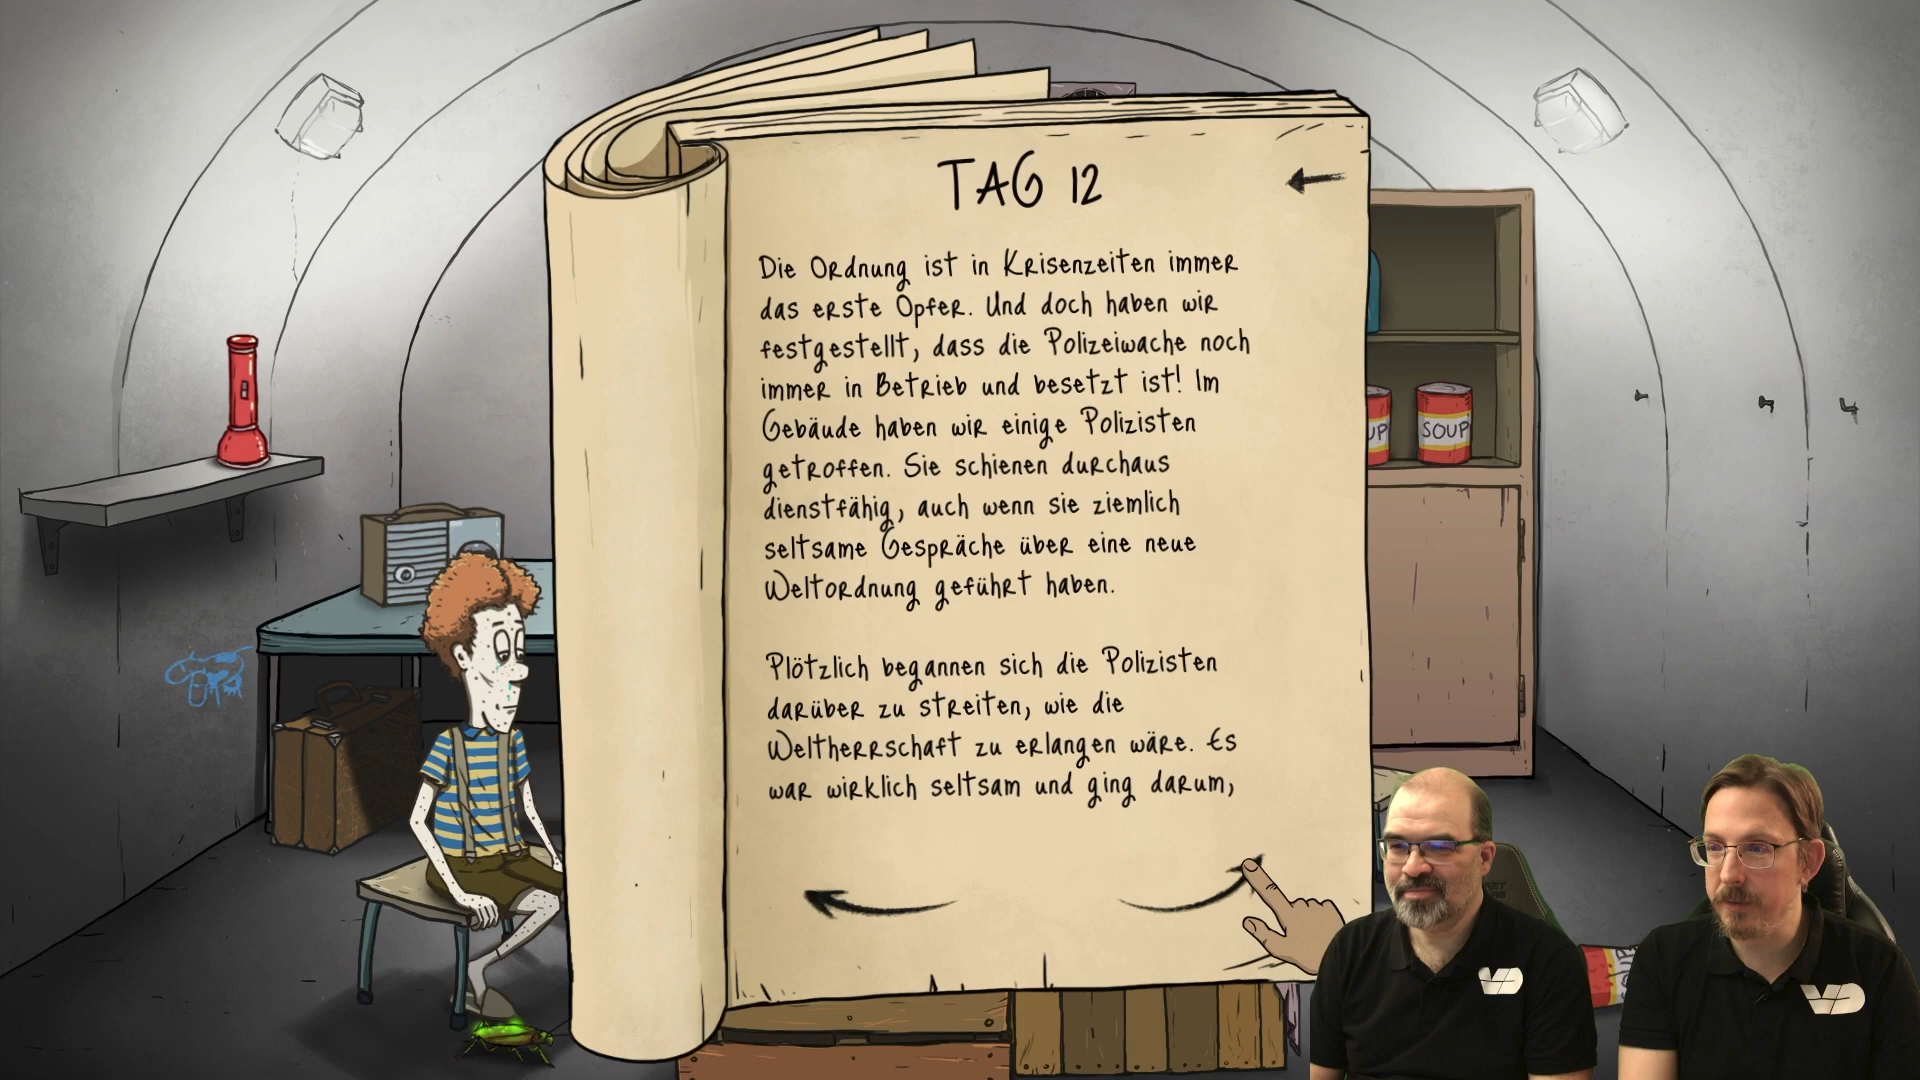 TAG 12
Die Ordnung ist in Krisenzeiten immer
das erste Opfer. Und doch haben wir
festgestellt, dass die Polizeiwache noch
immer in Betrieb und besetzt ist! Im
Gebäude haben wir einige Polizisten
getroffen. Sie schienen durchaus
dienstfähig, auch wenn sie ziemlich
seltsame Gespräche über eine neue
Weltordnung geführt haben.
Plötzlich begannen sich die Polizisten
darüber zu streiten, wie die
Weltherrschaft zu erlangen wäre. Es
war wirklich seltsam und ging darum,
UP
SOUP